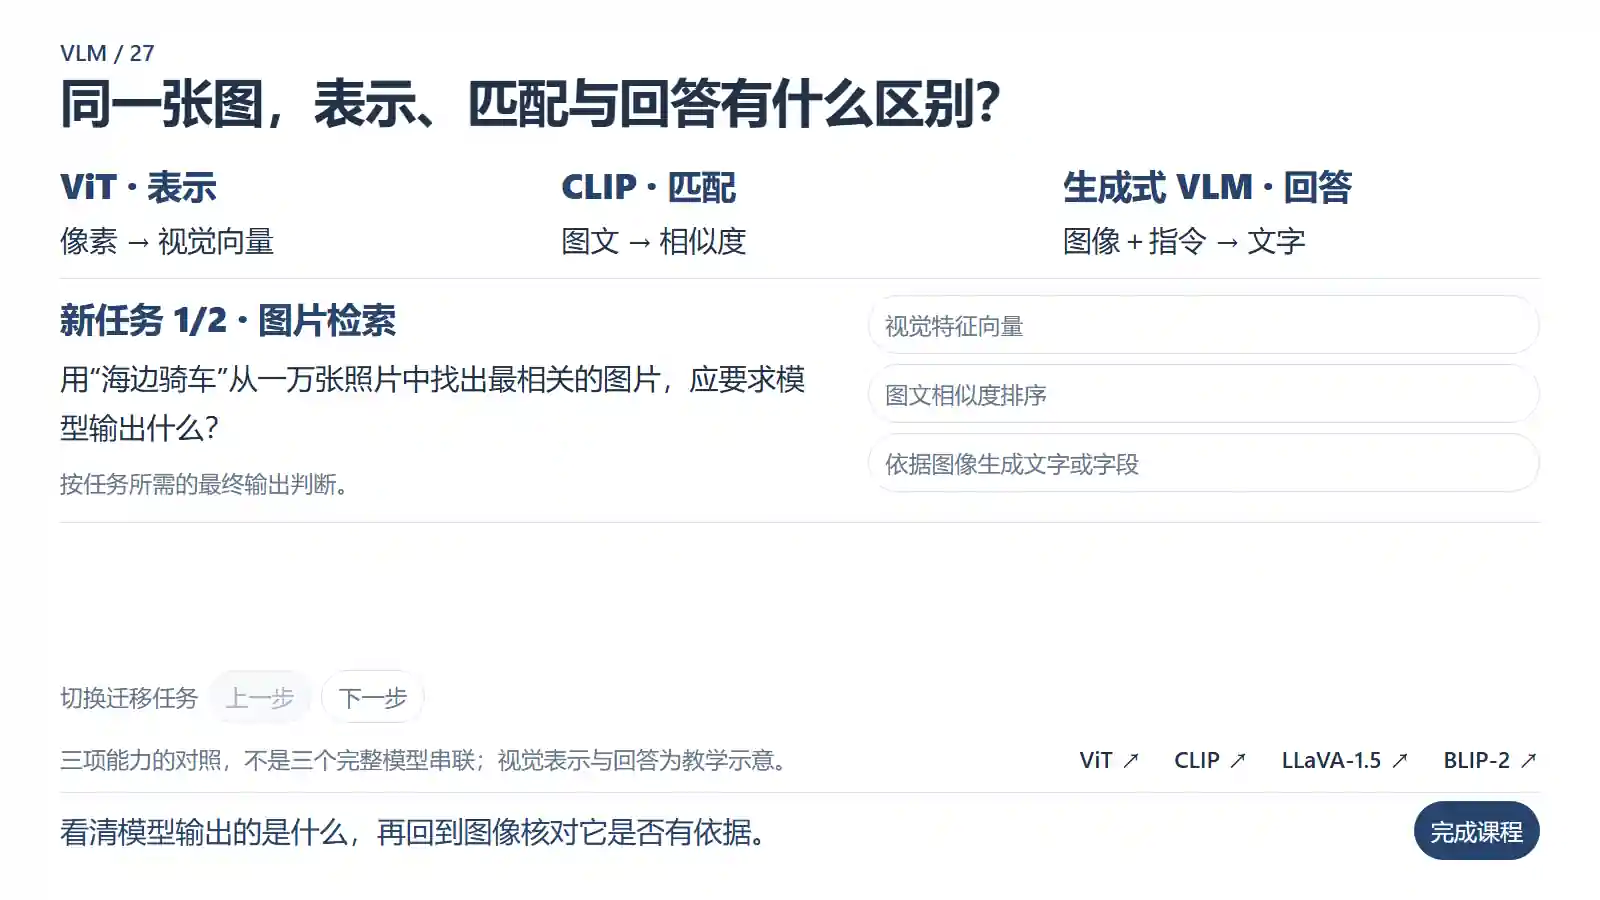 VLM / 27
同一张图，表示、匹配与回答有什么区别？
ViT · 表示
像素 → 视觉向量
CLIP · 匹配
图文 → 相似度
生成式 VLM · 回答
图像 + 指令 → 文字
新任务 1/2 · 图片检索
用“海边骑车”从一万张照片中找出最相关的图片，应要求模
型输出什么？
按任务所需的最终输出判断。
视觉特征向量
图文相似度排序
依据图像生成文字或字段
切换迁移任务 上一步 下一步
三项能力的对照，不是三个完整模型串联；视觉表示与回答为教学示意。
ViT ↗ CLIP ↗ LLaVA-1.5 ↗ BLIP-2 ↗
看清模型输出的是什么，再回到图像核对它是否有依据。
完成课程